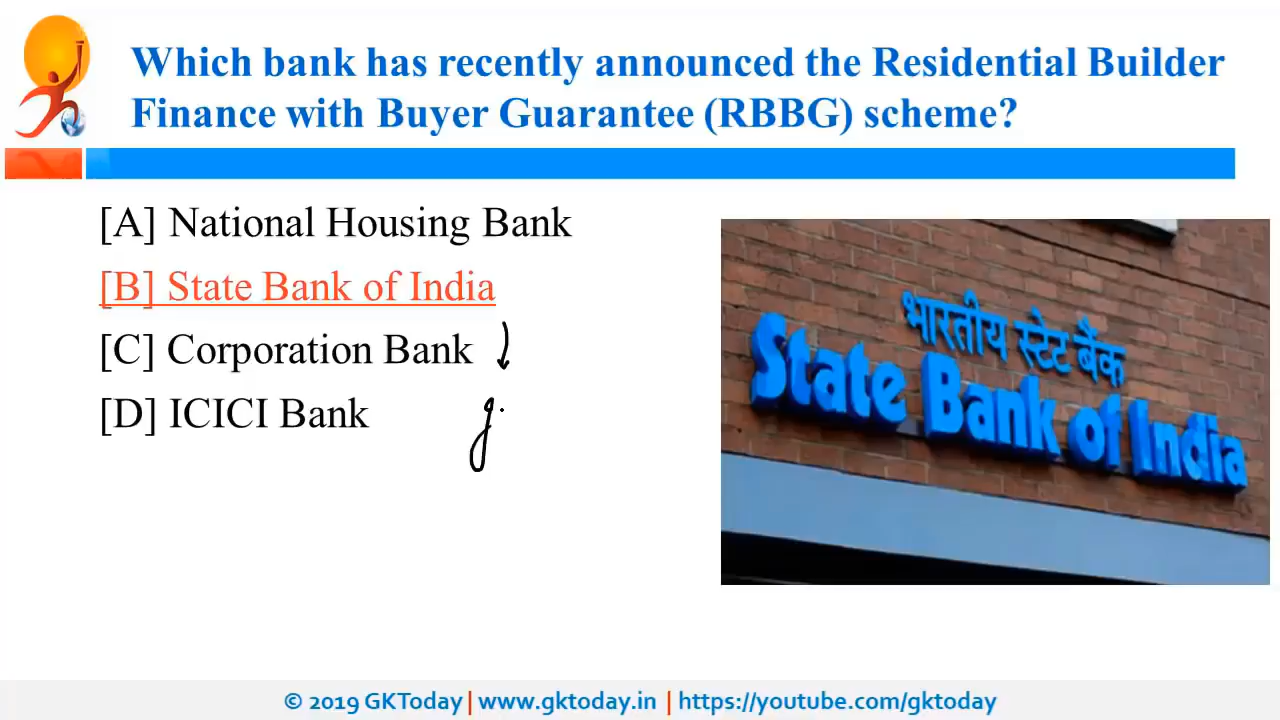 Which bank has recently announced the Residential Builder
Finance with Buyer Guarantee (RBBG) scheme?
[A] National Housing Bank
[B] State Bank of India
[C] Corporation Bank
[D] ICICI Bank
भारतीय स्टेट बैंक
State Bank of India
© 2019 GKToday | www.gktoday.in | https://youtube.com/gktoday